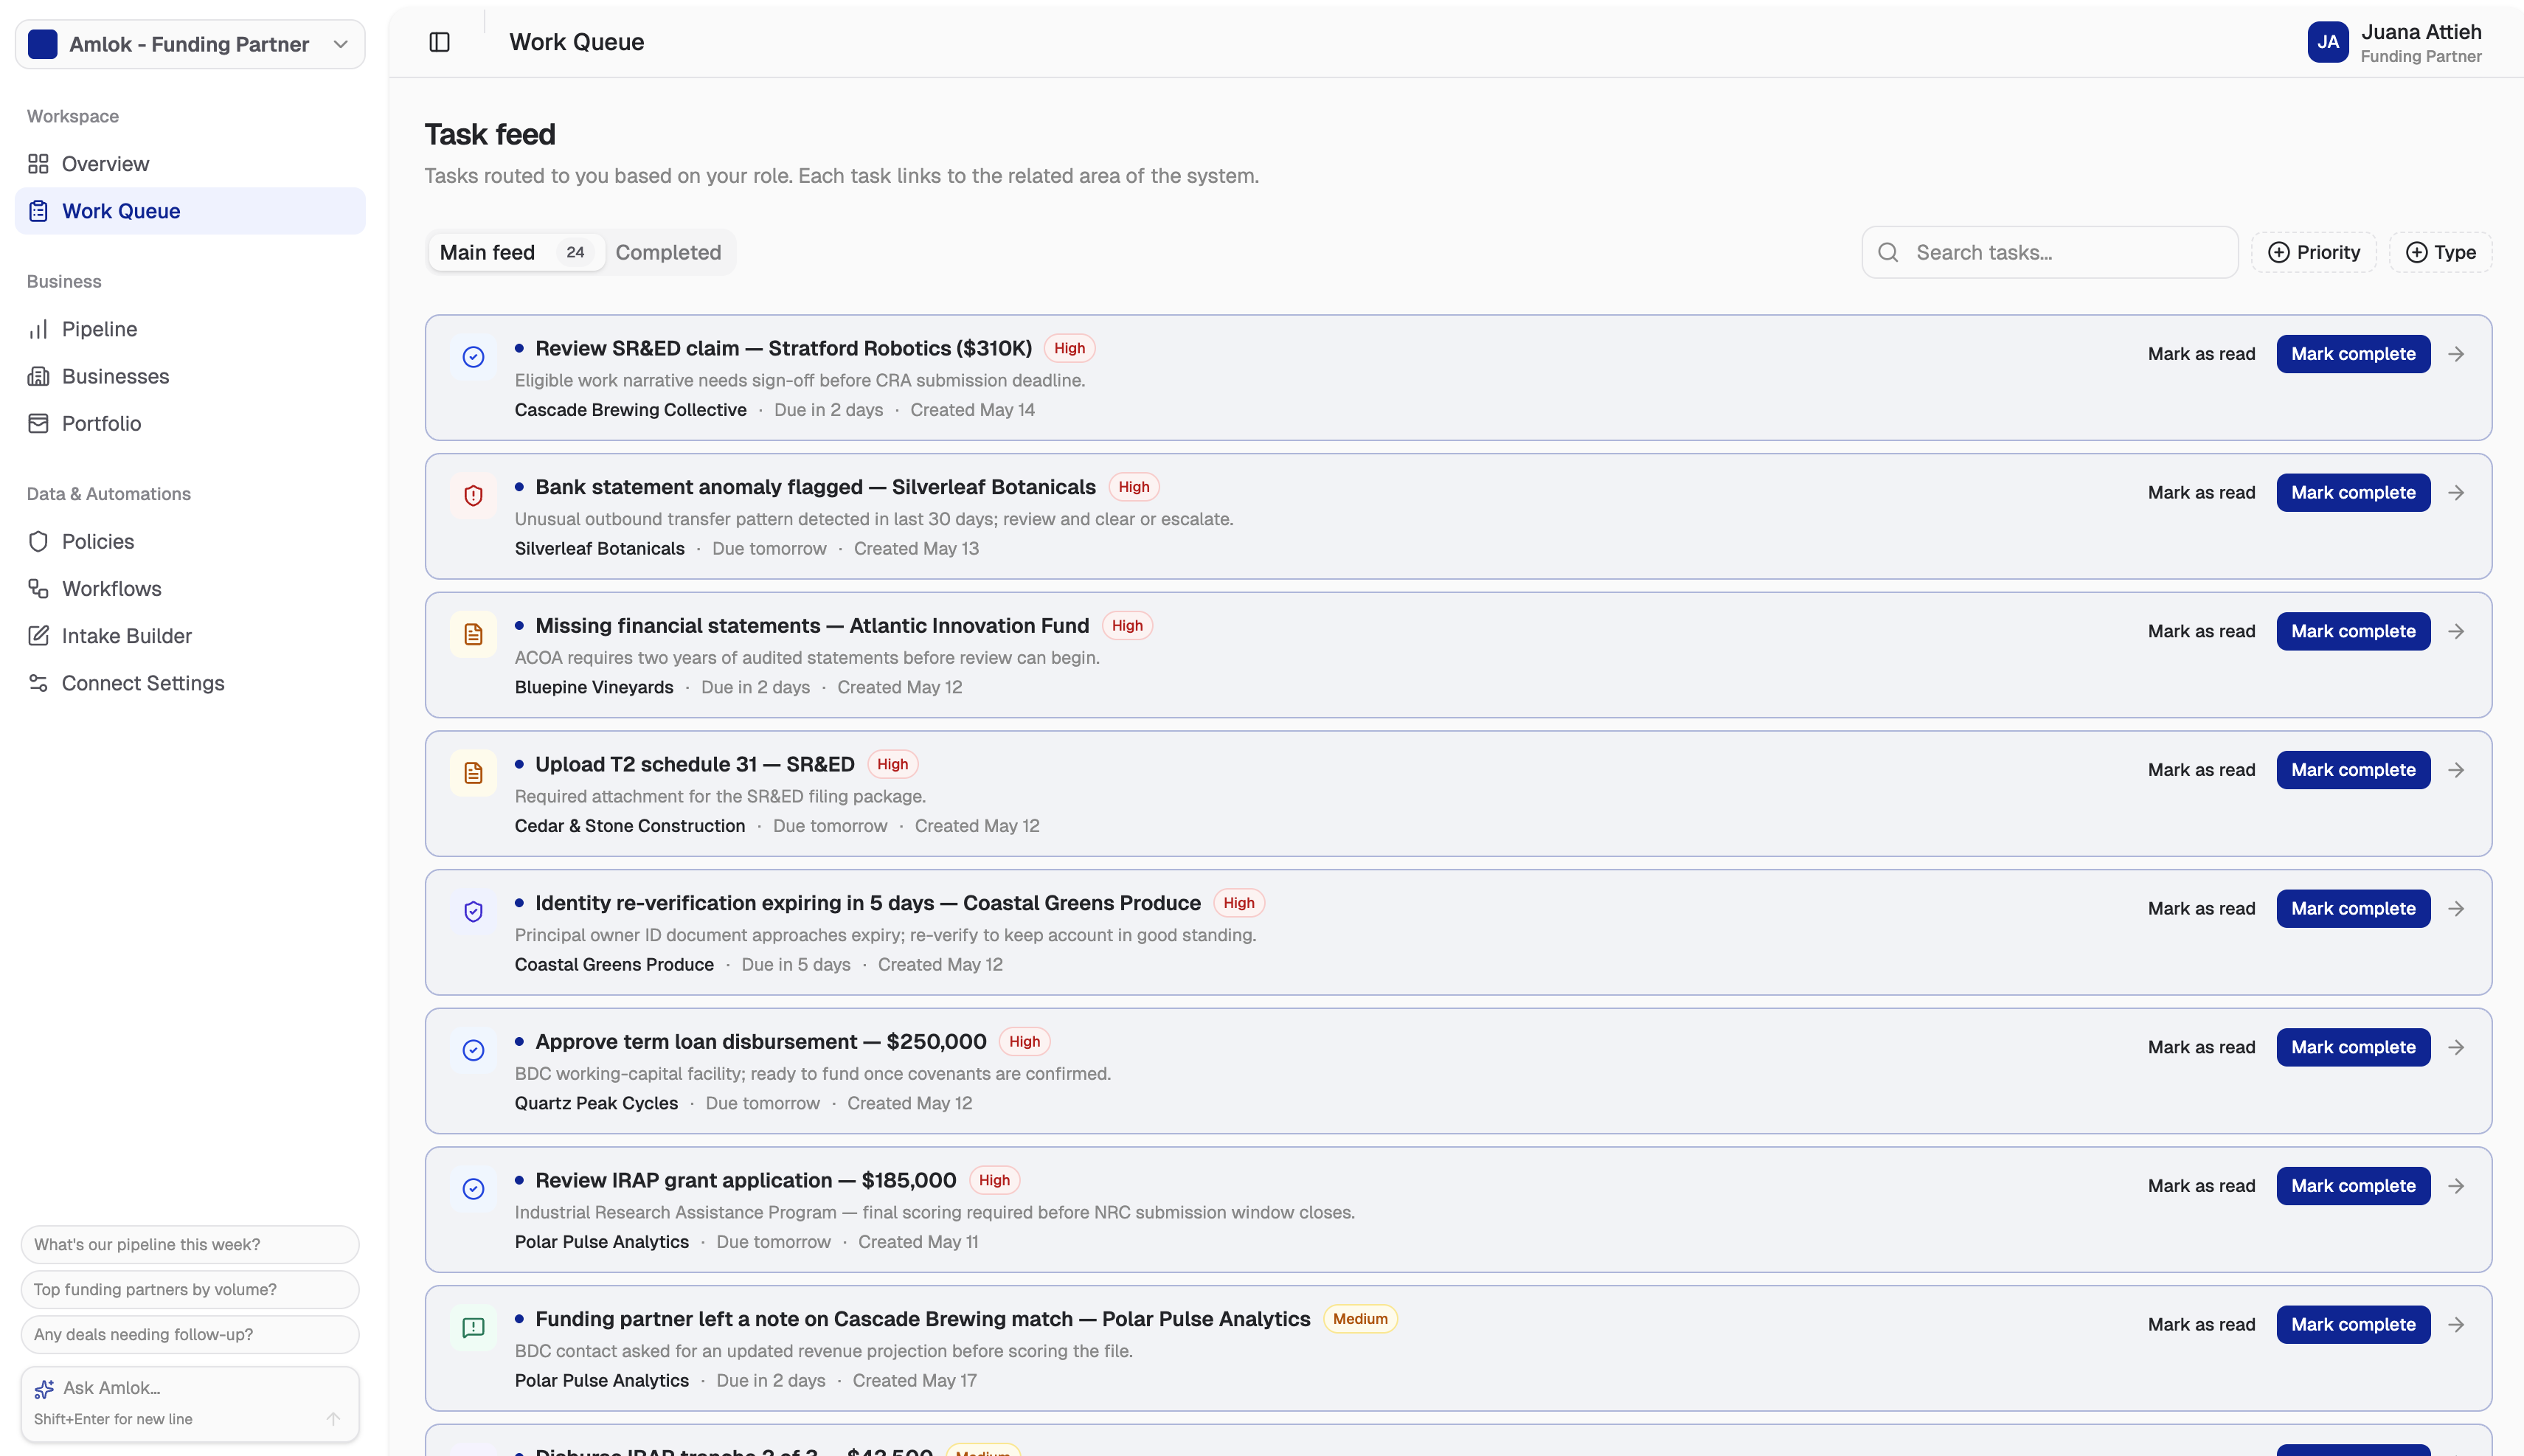 Amlok - Funding Partner
Workspace
Overview
Work Queue
Business
Pipeline
Businesses
Portfolio
Data & Automations
Policies
Workflows
Intake Builder
Connect Settings
What's our pipeline this week?
Top funding partners by volume?
Any deals needing follow-up?
Ask Amlok...
Shift+Enter for new line
Work Queue
JA
Juana Attieh
Funding Partner
Task feed
Tasks routed to you based on your role. Each task links to the related area of the system.
Main feed 24 Completed
Search tasks...
Priority
Type
Review SR&ED claim — Stratford Robotics ($310K) High
Mark as read Mark complete
Eligible work narrative needs sign-off before CRA submission deadline.
Cascade Brewing Collective · Due in 2 days · Created May 14
Bank statement anomaly flagged — Silverleaf Botanicals High
Mark as read Mark complete
Unusual outbound transfer pattern detected in last 30 days; review and clear or escalate.
Silverleaf Botanicals · Due tomorrow · Created May 13
Missing financial statements — Atlantic Innovation Fund High
Mark as read Mark complete
ACOA requires two years of audited statements before review can begin.
Bluepine Vineyards · Due in 2 days · Created May 12
Upload T2 schedule 31 — SR&ED High
Mark as read Mark complete
Required attachment for the SR&ED filing package.
Cedar & Stone Construction · Due tomorrow · Created May 12
Identity re-verification expiring in 5 days — Coastal Greens Produce High
Mark as read Mark complete
Principal owner ID document approaches expiry; re-verify to keep account in good standing.
Coastal Greens Produce · Due in 5 days · Created May 12
Approve term loan disbursement — $250,000 High
Mark as read Mark complete
BDC working-capital facility; ready to fund once covenants are confirmed.
Quartz Peak Cycles · Due tomorrow · Created May 12
Review IRAP grant application — $185,000 High
Mark as read Mark complete
Industrial Research Assistance Program — final scoring required before NRC submission window closes.
Polar Pulse Analytics · Due tomorrow · Created May 11
Funding partner left a note on Cascade Brewing match — Polar Pulse Analytics Medium
Mark as read Mark complete
BDC contact asked for an updated revenue projection before scoring the file.
Polar Pulse Analytics · Due in 2 days · Created May 17
Disburse IRAP tranche 2 of 3 — $42,500 Medium